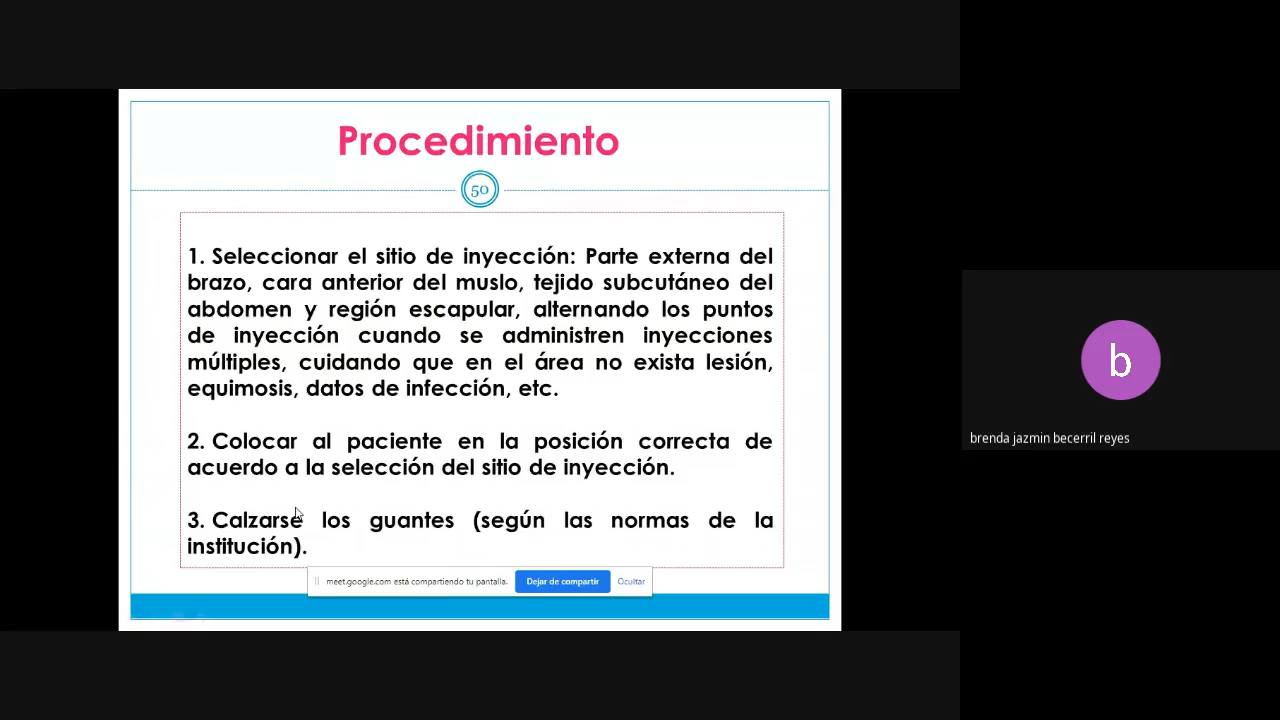 Procedimiento
50
1. Seleccionar el sitio de inyección: Parte externa del
brazo, cara anterior del muslo, tejido subcutáneo del
abdomen y región escapular, alternando los puntos
de inyección cuando se administren inyecciones
múltiples, cuidando que en el área no exista lesión,
equimosis, datos de infección, etc.
2. Colocar al paciente en la posición correcta de
acuerdo a la selección del sitio de inyección.
3. Calzarse los guantes (según las normas de la
institución).
meet.google.com está compartiendo tu pantalla. Dejar de compartir Ocultar
b
brenda jazmin becerril reyes